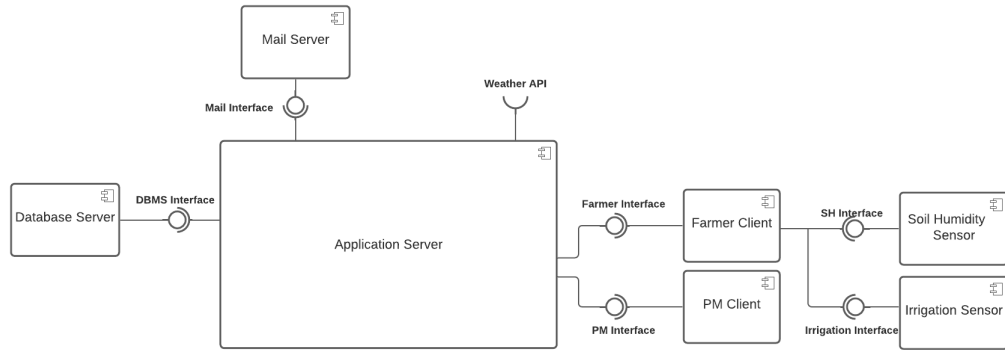 Mail Server
Mail Interface
Weather API
Database Server
DBMS Interface
Application Server
Farmer Interface
Farmer Client
SH Interface
Soil Humidity
Sensor
PM Interface
PM Client
Irrigation Interface
Irrigation Sensor